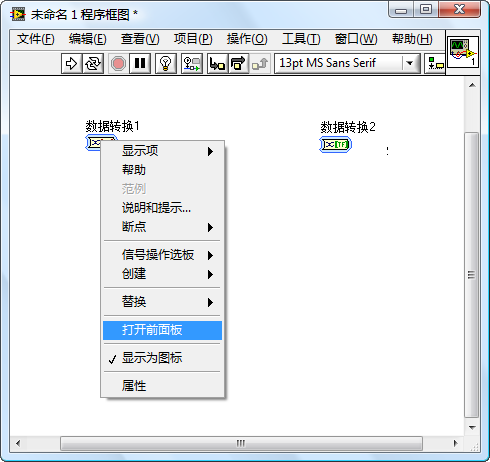 未命名 1 程序框图 *
文件(F) 编辑(E) 查看(V) 项目(P) 操作(O) 工具(T) 窗口(W) 帮助(H)
13pt MS Sans Serif
1
数据转换1
数据转换2
TF
显示项
帮助
范例
说明和提示...
断点
信号操作选板
创建
替换
打开前面板
显示为图标
属性